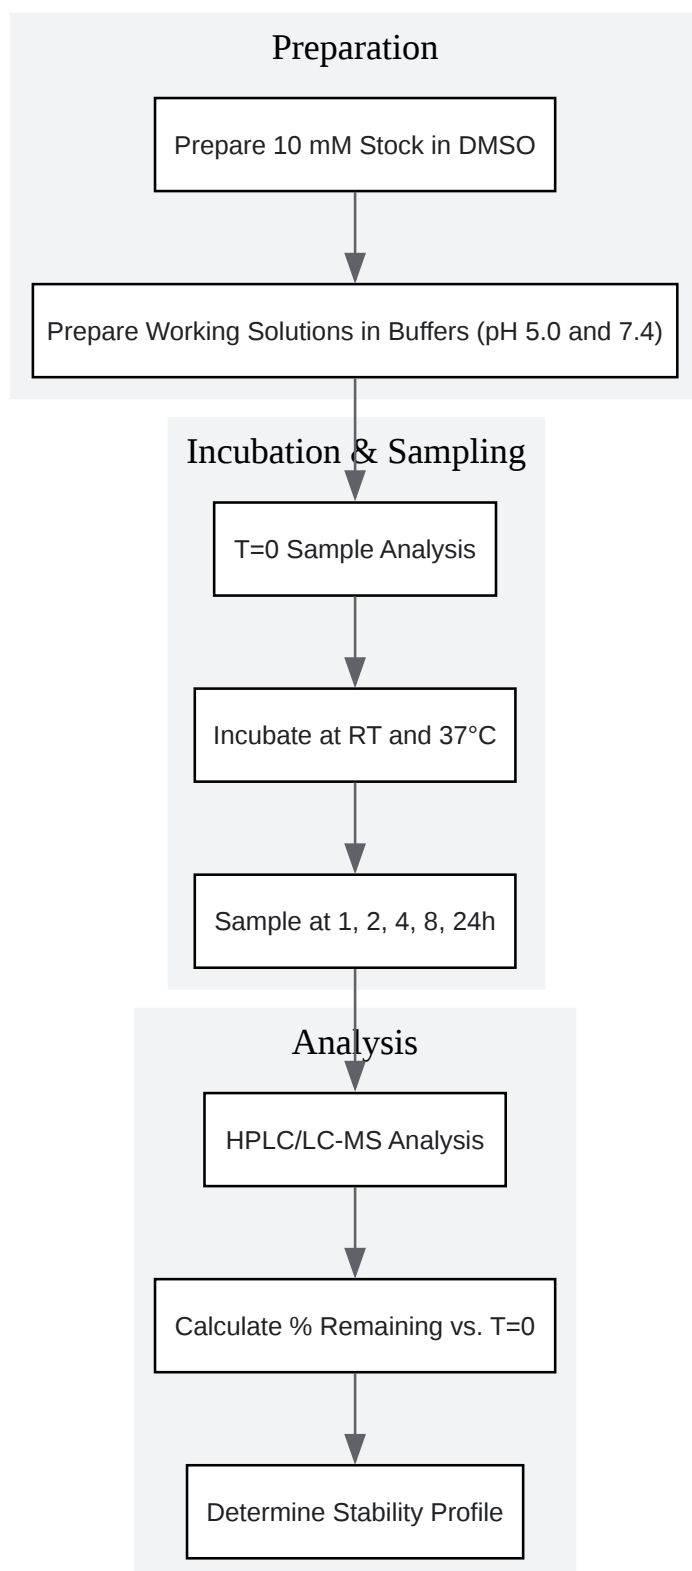 Preparation
Prepare 10 mM Stock in DMSO
Prepare Working Solutions in Buffers (pH 5.0 and 7.4)
Incubation & Sampling
T=0 Sample Analysis
Incubate at RT and 37°C
Sample at 1, 2, 4, 8, 24h
Analysis
HPLC/LC-MS Analysis
Calculate % Remaining vs. T=0
Determine Stability Profile